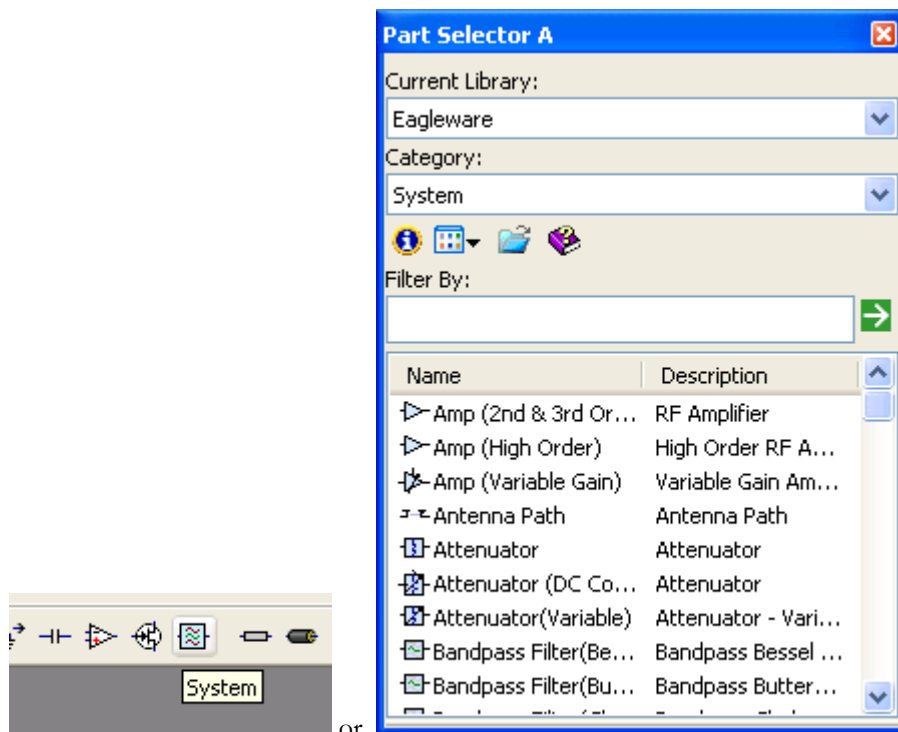 Part Selector A
Current Library:
Eagleware
Category:
System
Filter By:
Name Description
Amp (2nd & 3rd Or... RF Amplifier
Amp (High Order) High Order RF A...
Amp (Variable Gain) Variable Gain Am...
Antenna Path Antenna Path
Attenuator Attenuator
Attenuator (DC Co... Attenuator
Attenuator(Variable) Attenuator - Vari...
Bandpass Filter(Be... Bandpass Bessel ...
Bandpass Filter(Bu... Bandpass Butter...
System
or